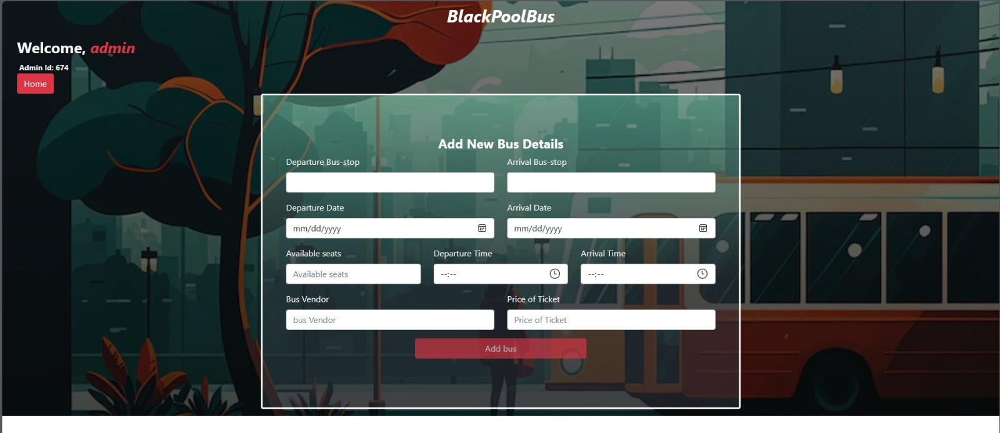 BlackPoolBus
Welcome, admin
Admin Id: 674
Home
Add New Bus Details
Departure Bus-stop Arrival Bus-stop
Departure Date Arrival Date
mm/dd/yyyy mm/dd/yyyy
Available seats Departure Time Arrival Time
Available seats --:-- --:--
Bus Vendor Price of Ticket
bus Vendor Price of Ticket
Add bus